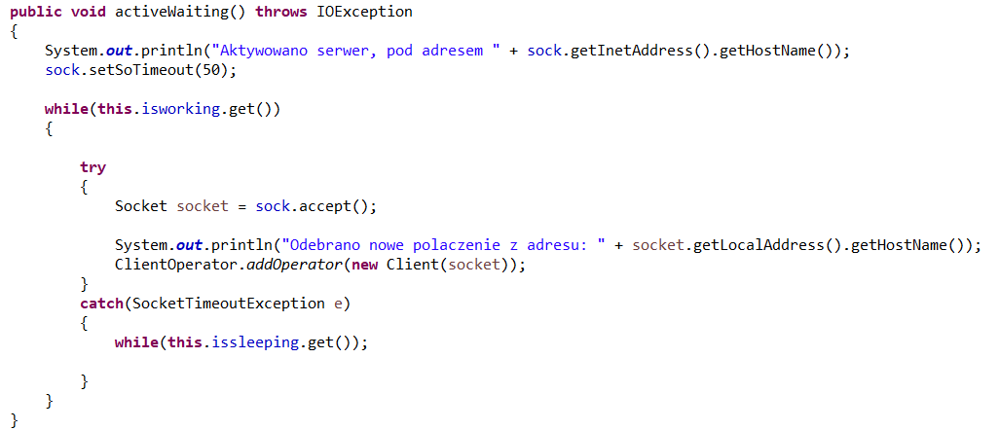 public void activeWaiting() throws IOException
{
    System.out.println("Aktywowano serwer, pod adresem " + sock.getInetAddress().getHostName());
    sock.setSoTimeout(50);

    while(this.isworking.get())
    {

        try
        {
            Socket socket = sock.accept();

            System.out.println("Odebrano nowe polaczenie z adresu: " + socket.getLocalAddress().getHostName());
            ClientOperator.addOperator(new Client(socket));
        }
        catch(SocketTimeoutException e)
        {
            while(this.issleeping.get());

        }
    }
}